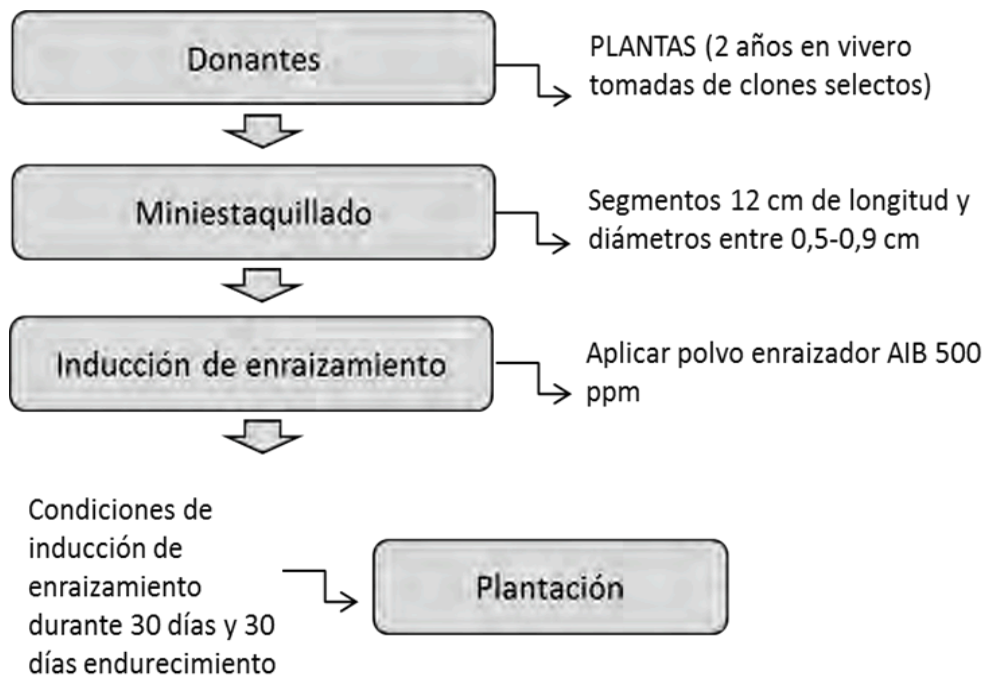 Donantes
PLANTAS (2 años en vivero
tomadas de clones selectos)
Miniestaquillado
Segmentos 12 cm de longitud y
diámetros entre 0,5-0,9 cm
Inducción de enraizamiento
Aplicar polvo enraizador AIB 500
ppm
Condiciones de
inducción de
enraizamiento
durante 30 días y 30
días endurecimiento
Plantación